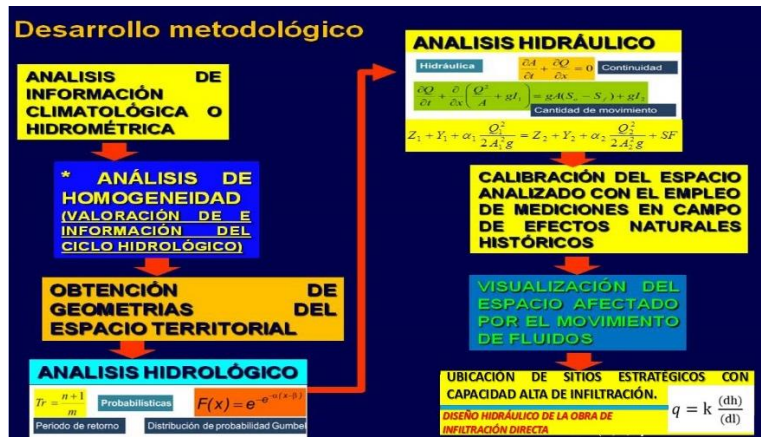 Desarrollo metodológico
ANALISIS DE
INFORMACIÓN
CLIMATOLÓGICA O
HIDROMÉTRICA
* ANÁLISIS DE
HOMOGENEIDAD
(VALORACIÓN DE E
INFORMACIÓN DEL
CICLO HIDROLÓGICO)
OBTENCIÓN DE
GEOMETRIAS DEL
ESPACIO TERRITORIAL
ANALISIS HIDROLÓGICO
Tr = (n+1)/m Probabilísticas F(x) = e^{-e^{-α(x-β)}}
Periodo de retorno Distribución de probabilidad Gumbel
ANALISIS HIDRÁULICO
Hidráulica ∂A/∂t + ∂Q/∂x = 0 Continuidad
∂Q/∂t + ∂/∂x (Q²/A + gI₁) = gA(S_o − S_f) + gI₂
Cantidad de movimiento
Z₁ + Y₁ + α₁ Q₁²/(2A₁²g) = Z₂ + Y₂ + α₂ Q₂²/(2A₂²g) + SF
CALIBRACIÓN DEL ESPACIO
ANALIZADO CON EL EMPLEO
DE MEDICIONES EN CAMPO
DE EFECTOS NATURALES
HISTÓRICOS
VISUALIZACIÓN DEL
ESPACIO AFECTADO
POR EL MOVIMIENTO
DE FLUIDOS
UBICACIÓN DE SITIOS ESTRATÉGICOS CON
CAPACIDAD ALTA DE INFILTRACIÓN.
DISEÑO HIDRÁULICO DE LA OBRA DE
INFILTRACIÓN DIRECTA
q = k (dh)/(dl)